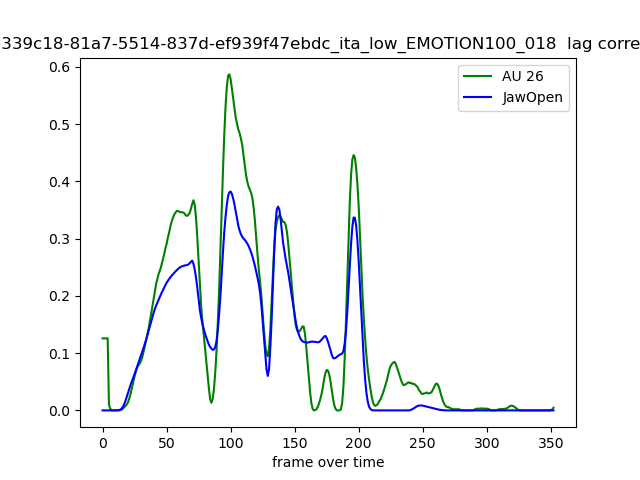 339c18-81a7-5514-837d-ef939f47ebdc_ita_low_EMOTION100_018 lag corre
AU 26
JawOpen
0.6
0.5
0.4
0.3
0.2
0.1
0.0
0 50 100 150 200 250 300 350
frame over time